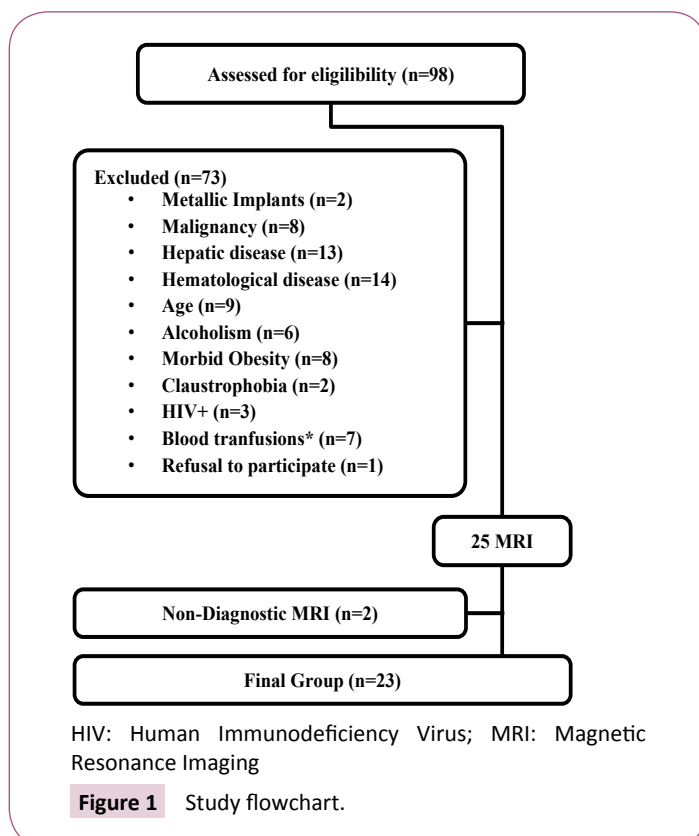 Assessed for eligilibility (n=98)
Excluded (n=73)
• Metallic Implants (n=2)
• Malignancy (n=8)
• Hepatic disease (n=13)
• Hematological disease (n=14)
• Age (n=9)
• Alcoholism (n=6)
• Morbid Obesity (n=8)
• Claustrophobia (n=2)
• HIV+ (n=3)
• Blood tranfusions* (n=7)
• Refusal to participate (n=1)
25 MRI
Non-Diagnostic MRI (n=2)
Final Group (n=23)
HIV: Human Immunodeficiency Virus; MRI: Magnetic
Resonance Imaging
Figure 1 Study flowchart.